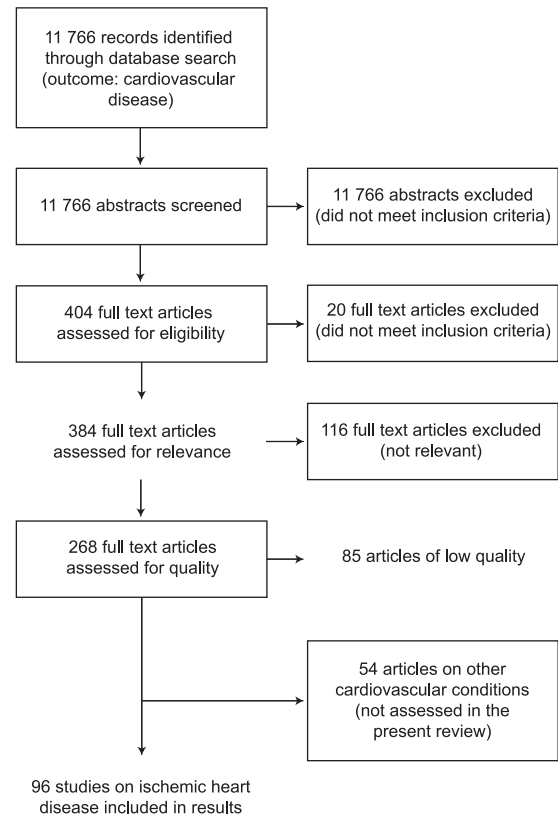 11 766 records identified
through database search
(outcome: cardiovascular
disease)
11 766 abstracts screened
11 766 abstracts excluded
(did not meet inclusion criteria)
404 full text articles
assessed for eligibility
20 full text articles excluded
(did not meet inclusion criteria)
384 full text articles
assessed for relevance
116 full text articles excluded
(not relevant)
268 full text articles
assessed for quality
85 articles of low quality
54 articles on other
cardiovascular conditions
(not assessed in the
present review)
96 studies on ischemic heart
disease included in results